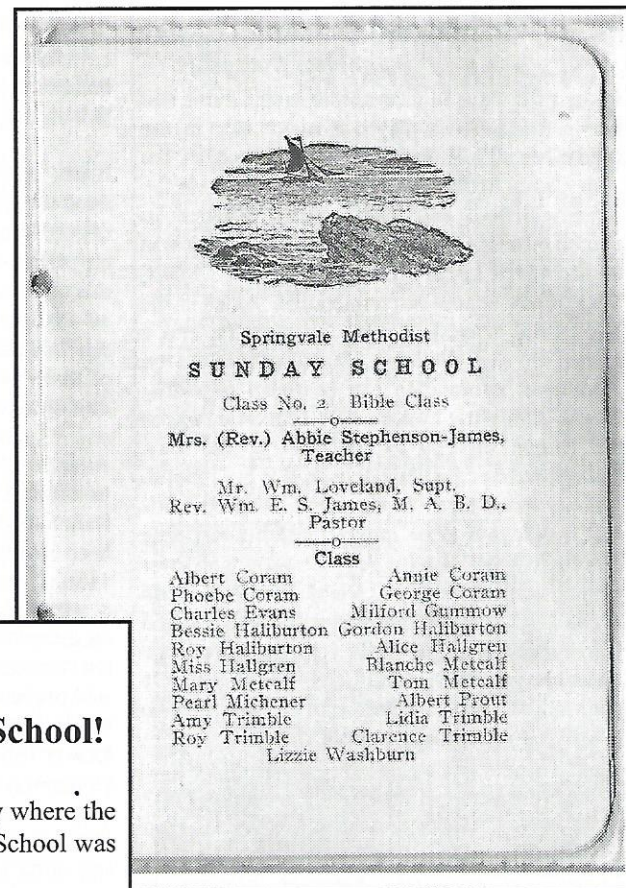 Springvale Methodist
SUNDAY SCHOOL
Class No. 2 Bible Class
Mrs. (Rev.) Abbie Stephenson-James,
Teacher
Mr. Wm. Loveland, Supt.
Rev. Wm. E. S. James, M. A. B. D.,
Pastor
Class
Albert Coram Annie Coram
Phoebe Coram George Coram
Charles Evans Milford Gummow
Bessie Haliburton Gordon Haliburton
Roy Haliburton Alice Hallgren
Miss Hallgren Blanche Metcalf
Mary Metcalf Tom Metcalf
Pearl Michener Albert Prout
Amy Trimble Lidia Trimble
Roy Trimble Clarence Trimble
Lizzie Washburn
School!
where the
School was